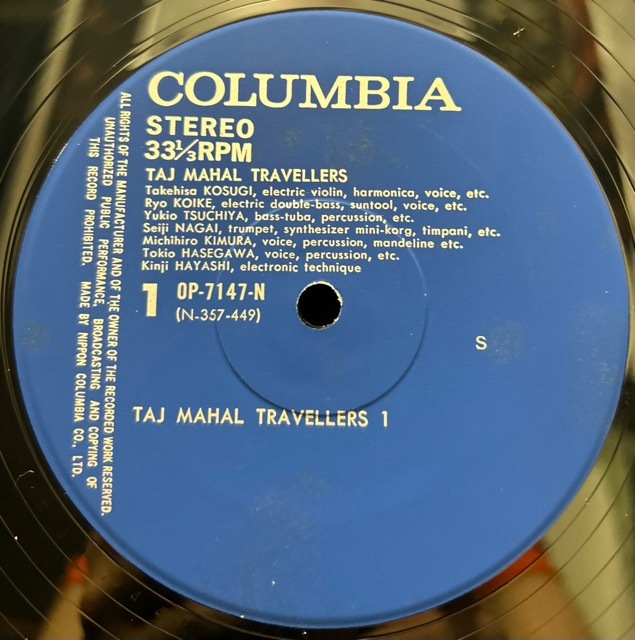 COLUMBIA
STEREO
33⅓RPM
TAJ MAHAL TRAVELLERS
Takehisa KOSUGI, electric violin, harmonica, voice, etc.
Ryo KOIKE, electric double-bass, suntool, voice, etc.
Yukio TSUCHIYA, bass-tuba, percussion, etc.
Seiji NAGAI, trumpet, synthesizer mini-korg, timpani, etc.
Michihiro KIMURA, voice, percussion, mandeline etc.
Tokio HASEGAWA, voice, percussion, etc.
Kinji HAYASHI, electronic technique
1 OP-7147-N
(N-357-449)
S
TAJ MAHAL TRAVELLERS 1
ALL RIGHTS OF THE MANUFACTURER AND OF THE OWNER OF THE RECORDED WORK RESERVED.
UNAUTHORIZED PUBLIC PERFORMANCE, BROADCASTING AND COPYING OF
THIS RECORD PROHIBITED. MADE BY NIPPON COLUMBIA CO., LTD.